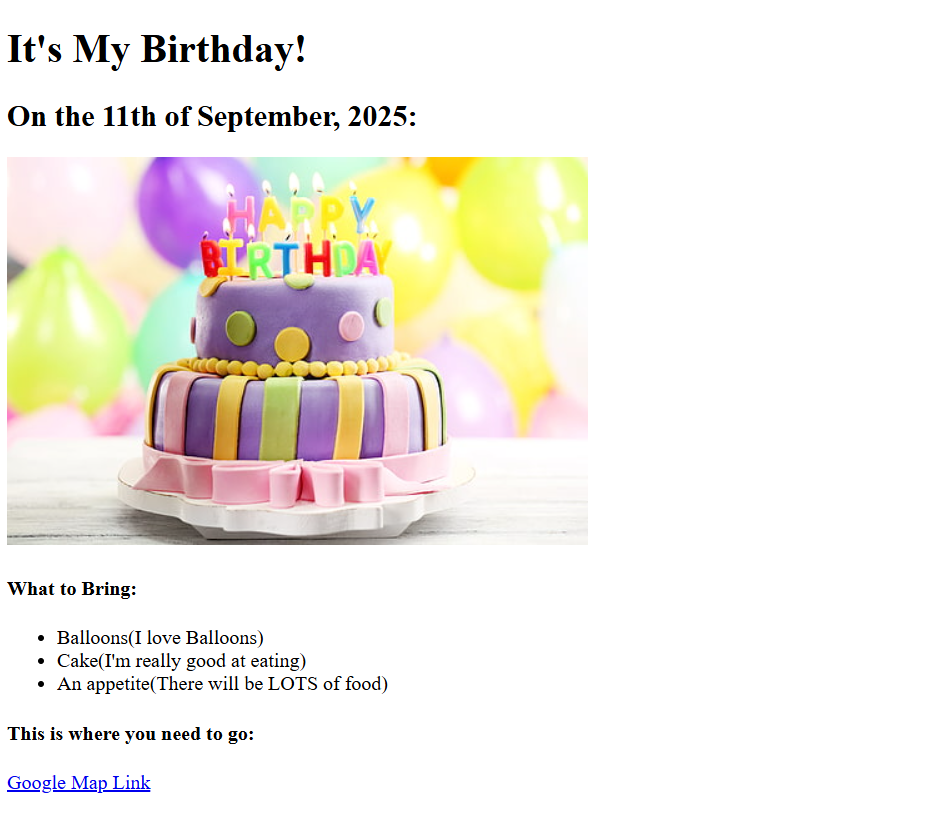 It's My Birthday!
On the 11th of September, 2025:
HAPPY
BIRTHDAY
What to Bring:
Balloons(I love Balloons)
Cake(I'm really good at eating)
An appetite(There will be LOTS of food)
This is where you need to go:
Google Map Link